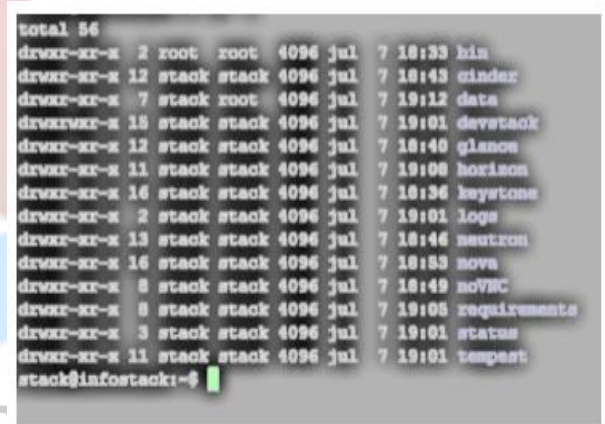 total 56
drwxr-xr-x 2 root root 4096 jul 7 18:33 bin
drwxr-xr-x 12 stack stack 4096 jul 7 18:43 cinder
drwxr-xr-x 7 stack root 4096 jul 7 19:12 data
drwxrwxr-x 15 stack stack 4096 jul 7 19:01 devstack
drwxr-xr-x 12 stack stack 4096 jul 7 18:40 glance
drwxr-xr-x 11 stack stack 4096 jul 7 19:08 horizon
drwxr-xr-x 16 stack stack 4096 jul 7 18:36 keystone
drwxr-xr-x 2 stack stack 4096 jul 7 19:01 logs
drwxr-xr-x 13 stack stack 4096 jul 7 18:46 neutron
drwxr-xr-x 16 stack stack 4096 jul 7 18:53 nova
drwxr-xr-x 8 stack stack 4096 jul 7 18:49 noVNC
drwxr-xr-x 8 stack stack 4096 jul 7 19:05 requirements
drwxr-xr-x 3 stack stack 4096 jul 7 19:01 status
drwxr-xr-x 11 stack stack 4096 jul 7 19:01 tempest
stack@infostack:~$